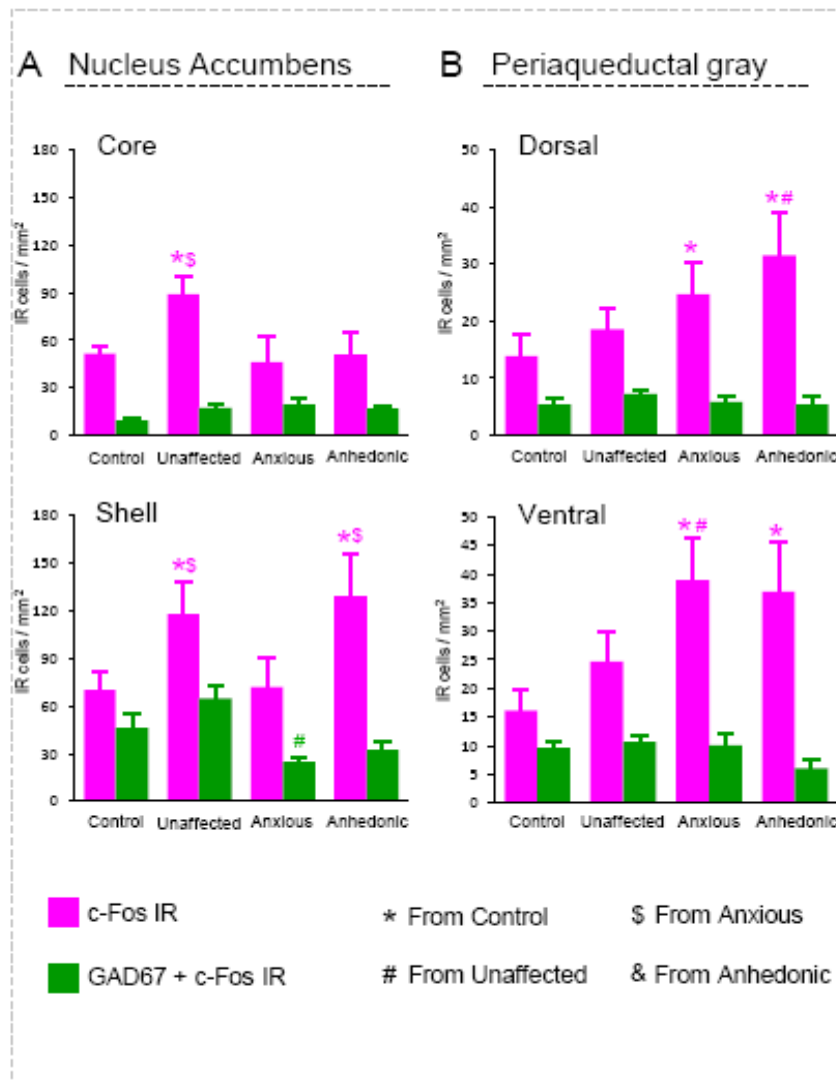 A Nucleus Accumbens
B Periaqueductal gray
Core
180
150
120
90
60
30
0
IR cells / mm²
*$
Control Unaffected Anxious Anhedonic
Dorsal
50
40
30
20
10
0
IR cells / mm²
*
*#
Control Unaffected Anxious Anhedonic
Shell
180
150
120
90
60
30
0
IR cells / mm²
*$
#
*$
Control Unaffected Anxious Anhedonic
Ventral
50
45
40
35
30
25
20
15
10
5
0
IR cells / mm²
*#
*
Control Unaffected Anxious Anhedonic
c-Fos IR
* From Control
$ From Anxious
GAD67 + c-Fos IR
# From Unaffected
& From Anhedonic